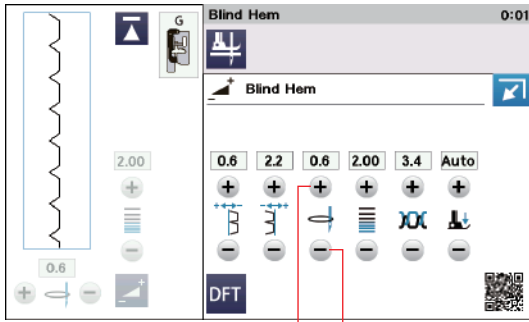 G
Blind Hem 0:01
Blind Hem
2.00
0.6 2.2 0.6 2.00 3.4 Auto
0.6
DFT